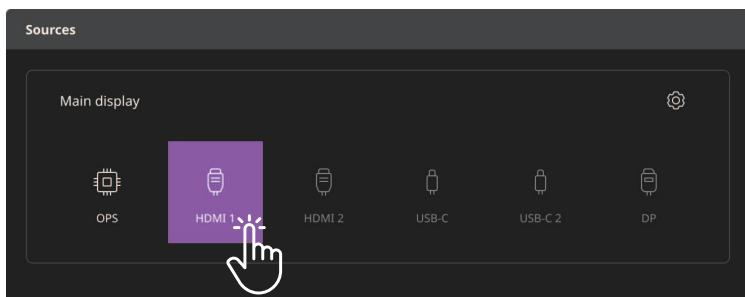 Sources
Main display
OPS
HDMI 1
HDMI 2
USB-C
USB-C 2
DP